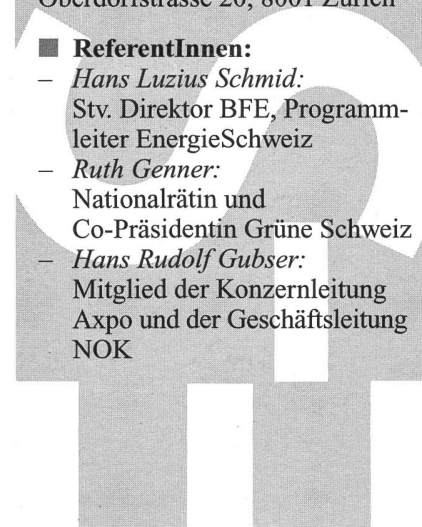 Oberdorfstrasse 20, 8001 Zürich
■ ReferentInnen:
– Hans Luzius Schmid:
Stv. Direktor BFE, Programm-
leiter EnergieSchweiz
– Ruth Genner:
Nationalrätin und
Co-Präsidentin Grüne Schweiz
– Hans Rudolf Gubser:
Mitglied der Konzernleitung
Axpo und der Geschäftsleitung
NOK